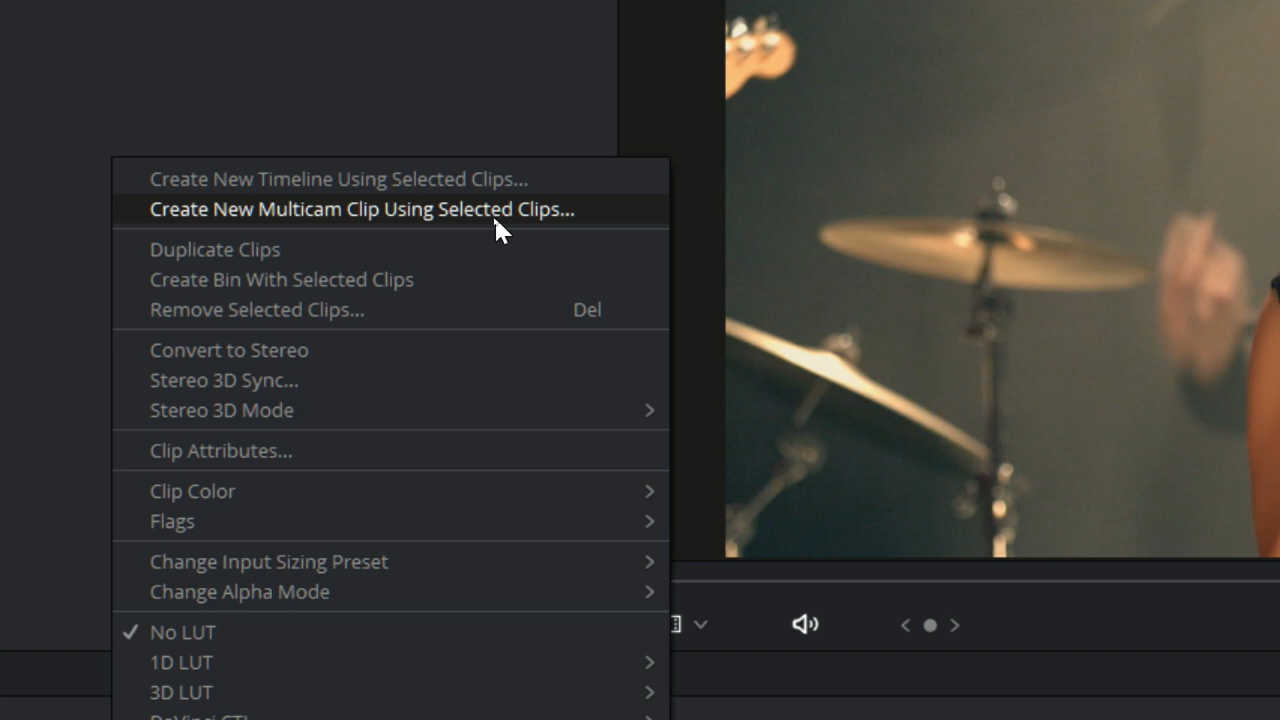 Create New Timeline Using Selected Clips...
Create New Multicam Clip Using Selected Clips...
Duplicate Clips
Create Bin With Selected Clips
Remove Selected Clips... Del
Convert to Stereo
Stereo 3D Sync...
Stereo 3D Mode
Clip Attributes...
Clip Color
Flags
Change Input Sizing Preset
Change Alpha Mode
No LUT
1D LUT
3D LUT